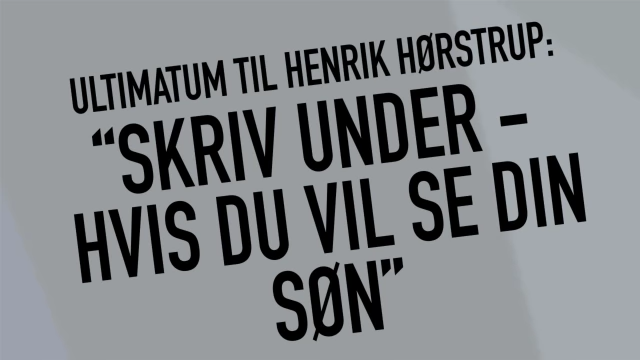 ULTIMATUM TIL HENRIK HØRSTRUP:
“SKRIV UNDER –
HVIS DU VIL SE DIN
SØN”